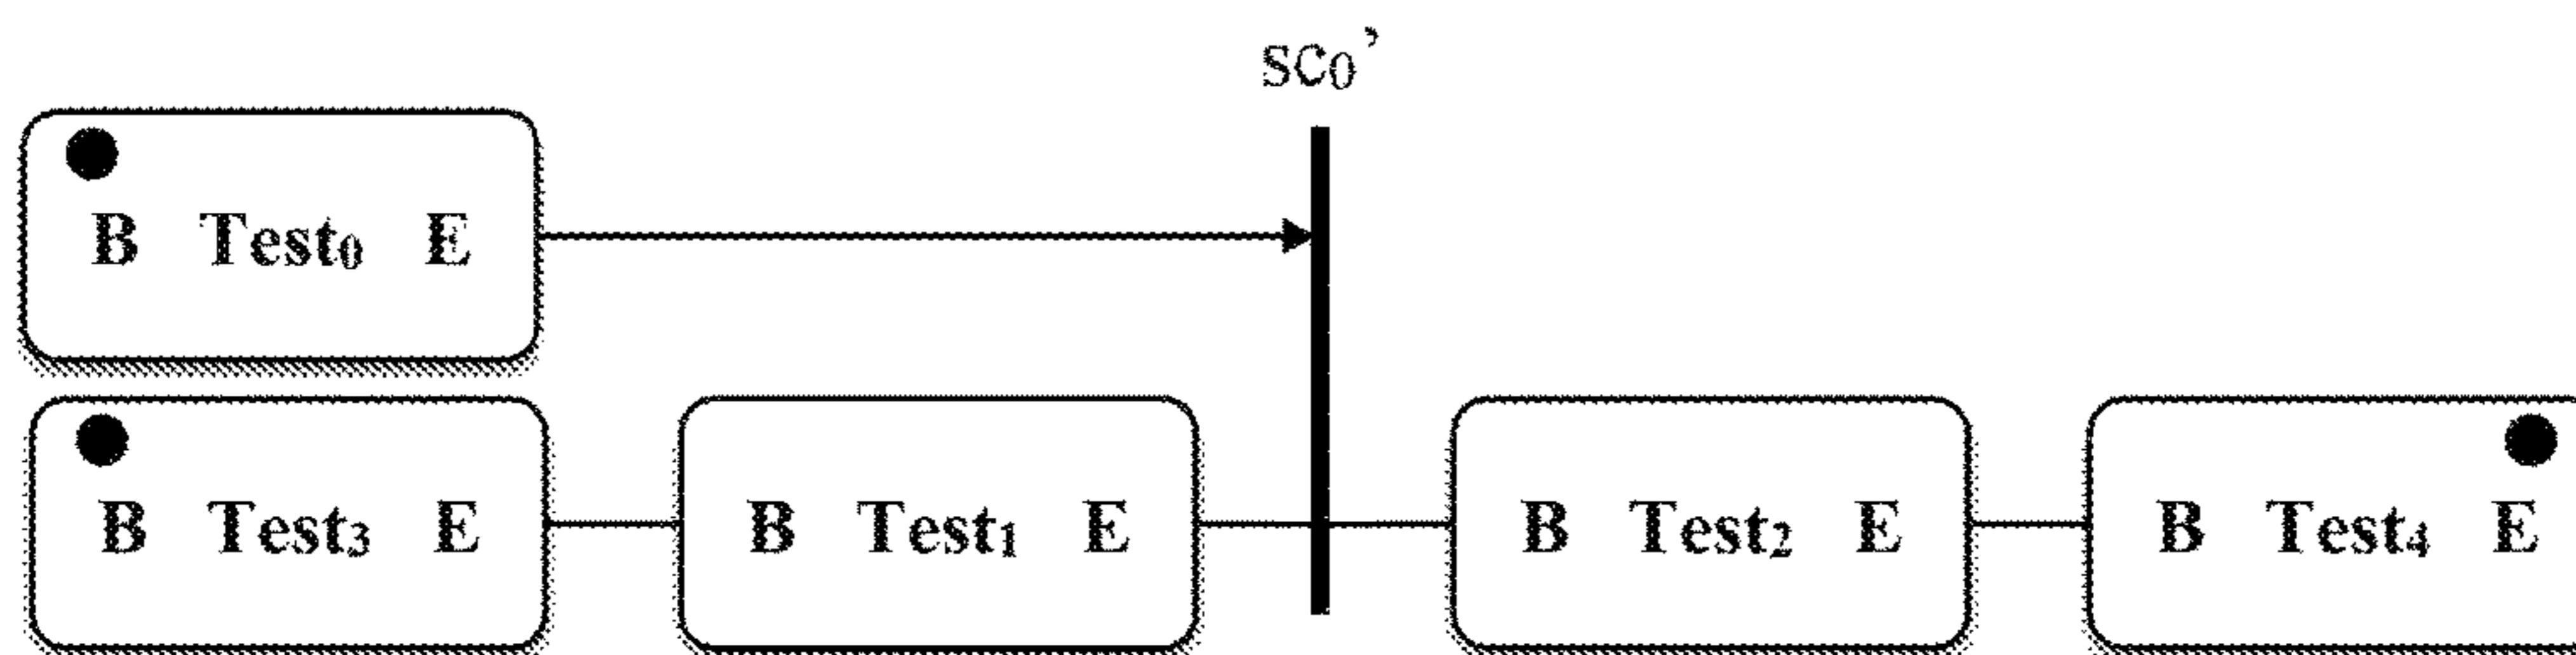 SC₀’
B Test₀ E
B Test₃ E B Test₁ E B Test₂ E B Test₄ E